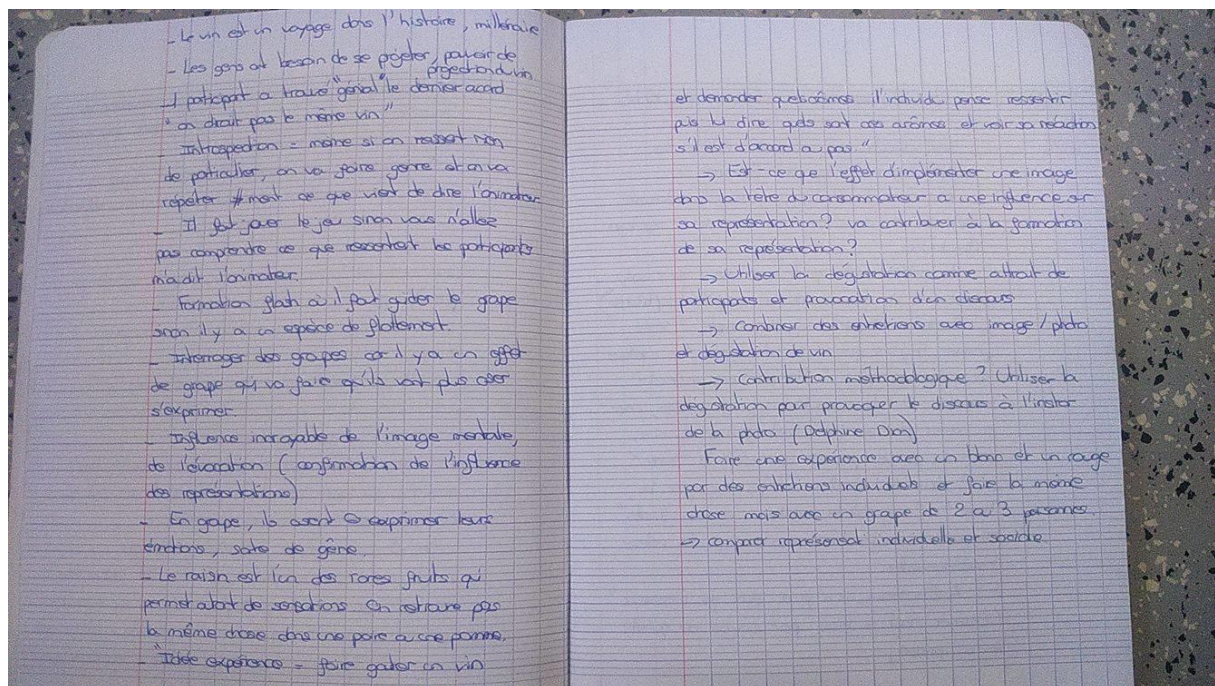 - Le vin est un voyage dans l'histoire, millénaire
- Les gens ont besoin de se projeter, pouvoir de
projection du vin
1 participant a trouvé "génial" le dernier accord
"on dirait pas le même vin"
- Introspection = même si on ressent rien
de particulier, on va faire genre et on va
répéter #ment ce que vient de dire l'animateur
- Il faut jouer le jeu sinon vous n'allez
pas comprendre ce que ressentent les participants
m'a dit l'animateur.
- Formation flash où il faut guider le groupe
sinon il y a un espèce de flottement.
- Interroger des groupes car il y a un effet
de groupe qui va faire qu'ils vont plus oser
s'exprimer
- Influence incroyable de l'image mentale,
de l'évocation (confirmation de l'influence
des représentations)
- En groupe, ils osent exprimer leurs
émotions, sorte de gêne.
- Le raisin est l'un des rares fruits qui
permet autant de sensations. On retrouve pas
la même chose dans une poire ou une pomme.
- "Idée expérience = faire goûter un vin
et demander quels arômes l'individu pense ressentir
puis lui dire quels sont ces arômes et voir sa réaction
s'il est d'accord ou pas."
→ Est-ce que l'effet d'implémenter une image
dans la tête du consommateur a une influence sur
sa représentation? va contribuer à la formation
de sa représentation?
→ Utiliser la dégustation comme attrait de
participants et provocation d'un discours
→ Combiner des entretiens avec image/photo
et dégustation de vin
→ Contribution méthodologique? Utiliser la
dégustation pour provoquer le discours à l'instar
de la photo (Delphine Dion)
Faire une expérience avec un blanc et un rouge
par des entretiens individuels et faire la même
chose mais avec un groupe de 2 à 3 personnes.
→ individuelle et sociale